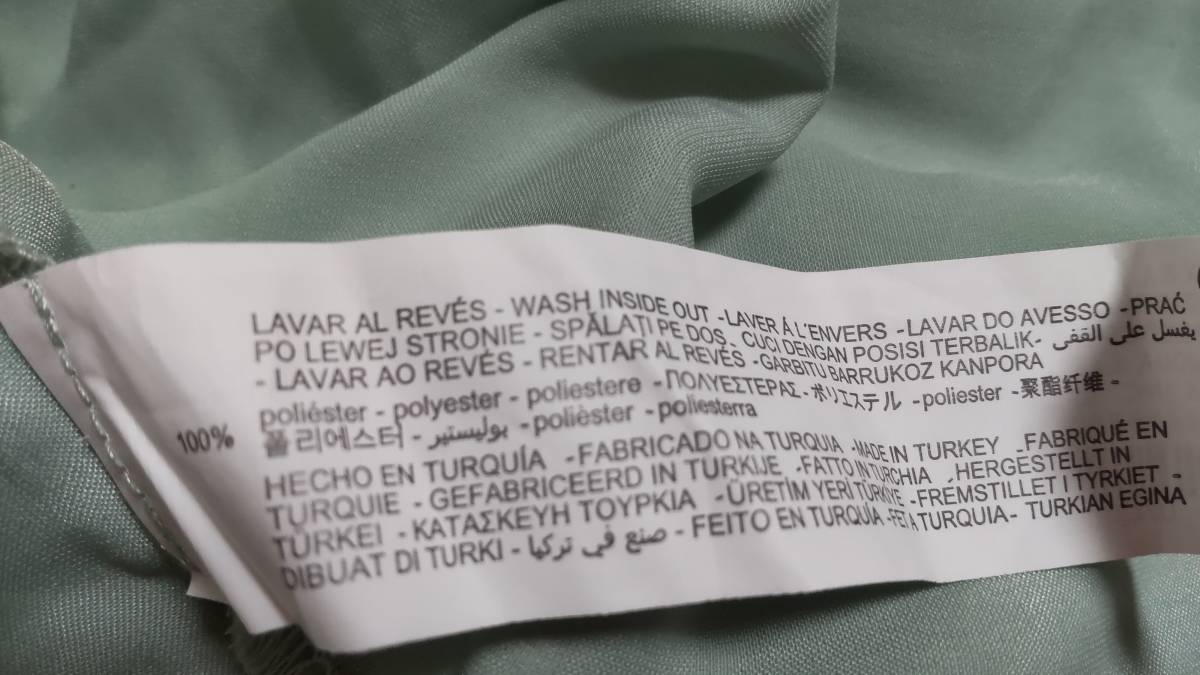 LAVAR AL REVÉS - WASH INSIDE OUT -LAVER À L'ENVERS -LAVAR DO AVESSO -PRAĆ
PO LEWEJ STRONIE - SPĂLAȚI PE DOS - CUCI DENGAN POSISI TERBALIK- يغسل على القفى
- LAVAR AO REVÉS - RENTAR AL REVÉS -GARBITU BARRUKOZ KANPORA
100%
poliéster - polyester - poliestere -ΠΟΛΥΕΣΤΕΡΑΣ-ポリエステル -poliester -聚酯纤维 -
폴리에스터 - بوليستير -polièster -poliesterra
HECHO EN TURQUÍA -FABRICADO NA TURQUIA -MADE IN TURKEY -FABRIQUÉ EN
TURQUIE - GEFABRICEERD IN TURKIJE -FATTO IN TURCHIA -HERGESTELLT IN
TÜRKEI - ΚΑΤΑΣΚΕΥΗ ΤΟΥΡΚΙΑ -ÜRETİM YERİ TÜRKİYE -FREMSTILLET I TYRKIET -
DIBUAT DI TURKI - صنع في تركيا - FEITO EN TURQUÍA -FET A TURQUIA- TURKIAN EGINA